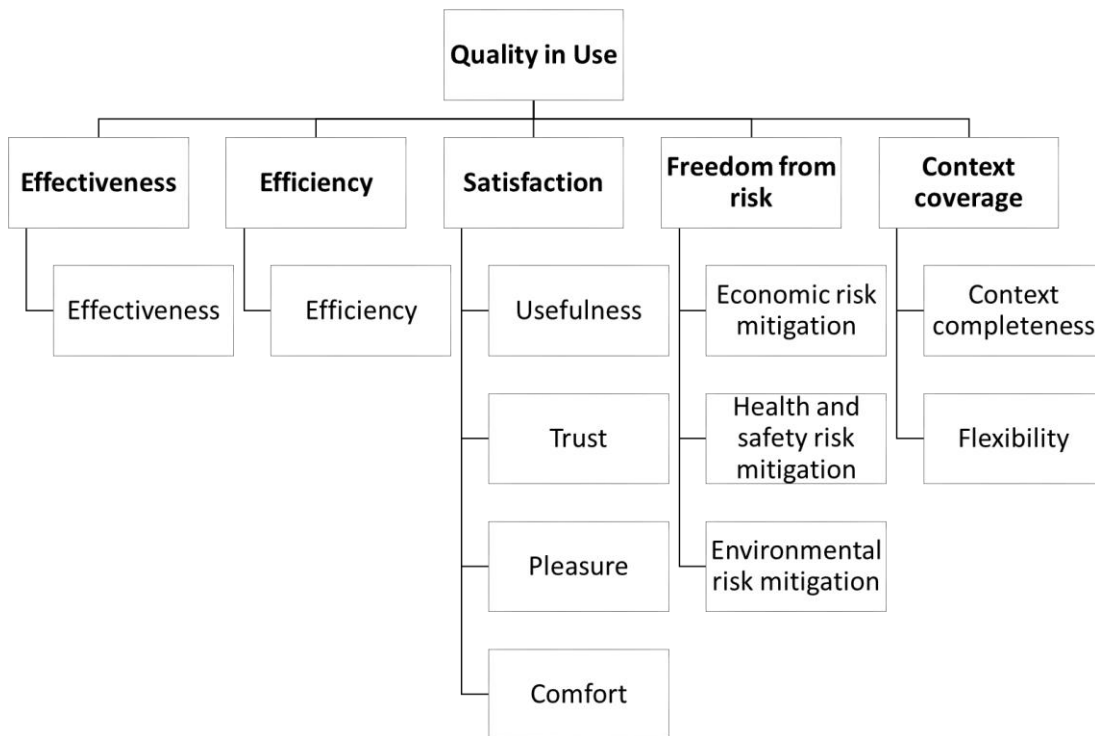 Quality in Use
Effectiveness
Efficiency
Satisfaction
Freedom from
risk
Context
coverage
Effectiveness
Efficiency
Usefulness
Economic risk
mitigation
Context
completeness
Trust
Health and
safety risk
mitigation
Flexibility
Pleasure
Environmental
risk mitigation
Comfort